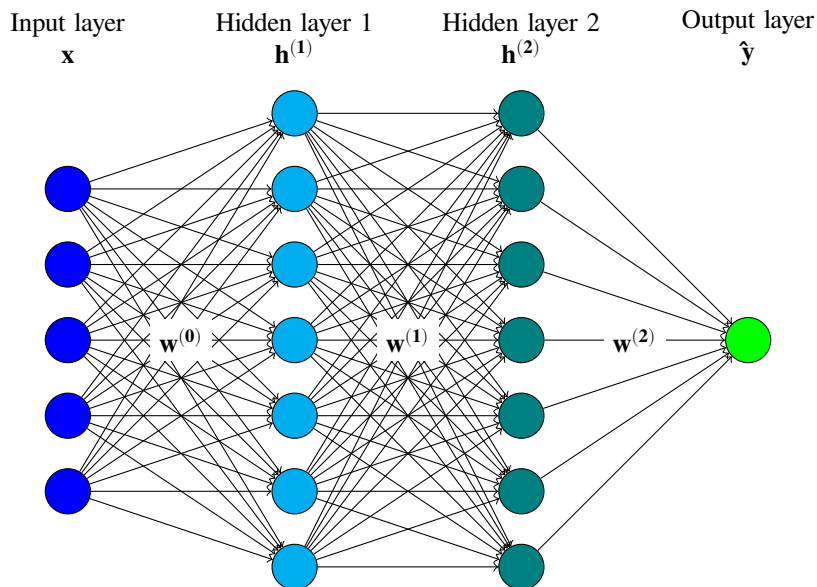 Input layer
x
Hidden layer 1
h^(1)
Hidden layer 2
h^(2)
Output layer
ŷ
w^(0)
w^(1)
w^(2)